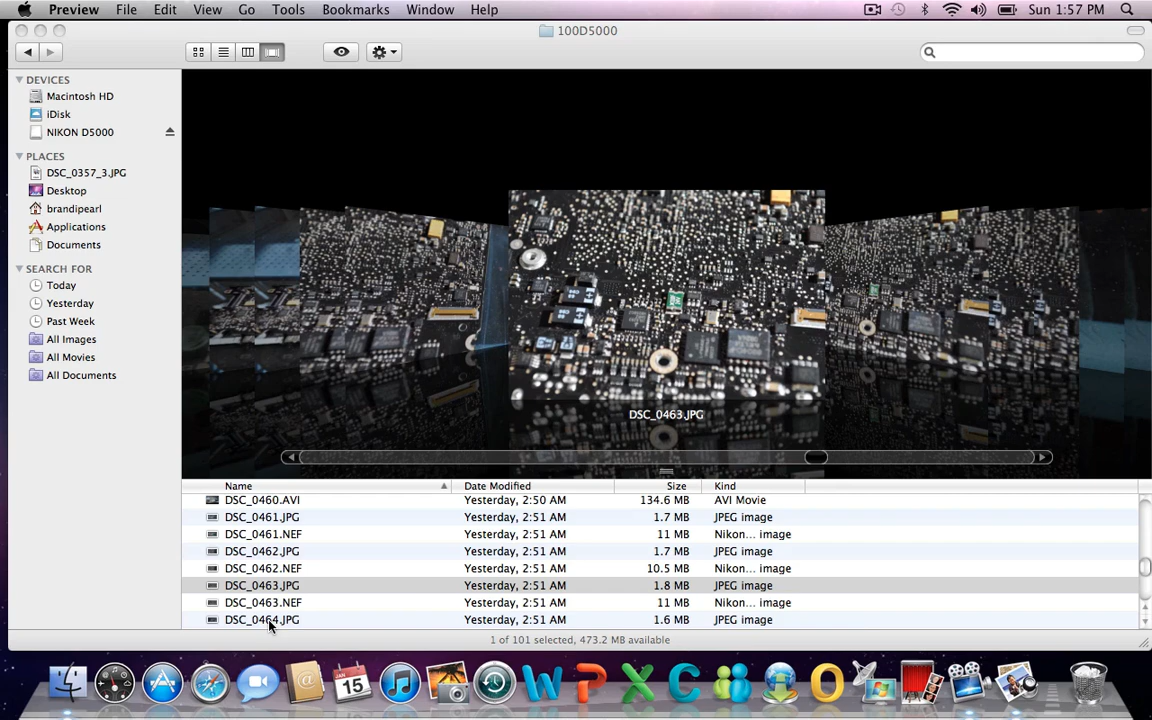 Preview File Edit View Go Tools Bookmarks Window Help Sun 1:57 PM
100D5000
DEVICES
Macintosh HD
iDisk
NIKON D5000
PLACES
DSC_0357_3.JPG
Desktop
brandipearl
Applications
Documents
SEARCH FOR
Today
Yesterday
Past Week
All Images
All Movies
All Documents
DSC_0463.JPG
Name Date Modified Size Kind
DSC_0460.AVI Yesterday, 2:50 AM 134.6 MB AVI Movie
DSC_0461.JPG Yesterday, 2:51 AM 1.7 MB JPEG image
DSC_0461.NEF Yesterday, 2:51 AM 11 MB Nikon... image
DSC_0462.JPG Yesterday, 2:51 AM 1.7 MB JPEG image
DSC_0462.NEF Yesterday, 2:51 AM 10.5 MB Nikon... image
DSC_0463.JPG Yesterday, 2:51 AM 1.8 MB JPEG image
DSC_0463.NEF Yesterday, 2:51 AM 11 MB Nikon... image
DSC_0464.JPG Yesterday, 2:51 AM 1.6 MB JPEG image
1 of 101 selected, 473.2 MB available
JAN
15